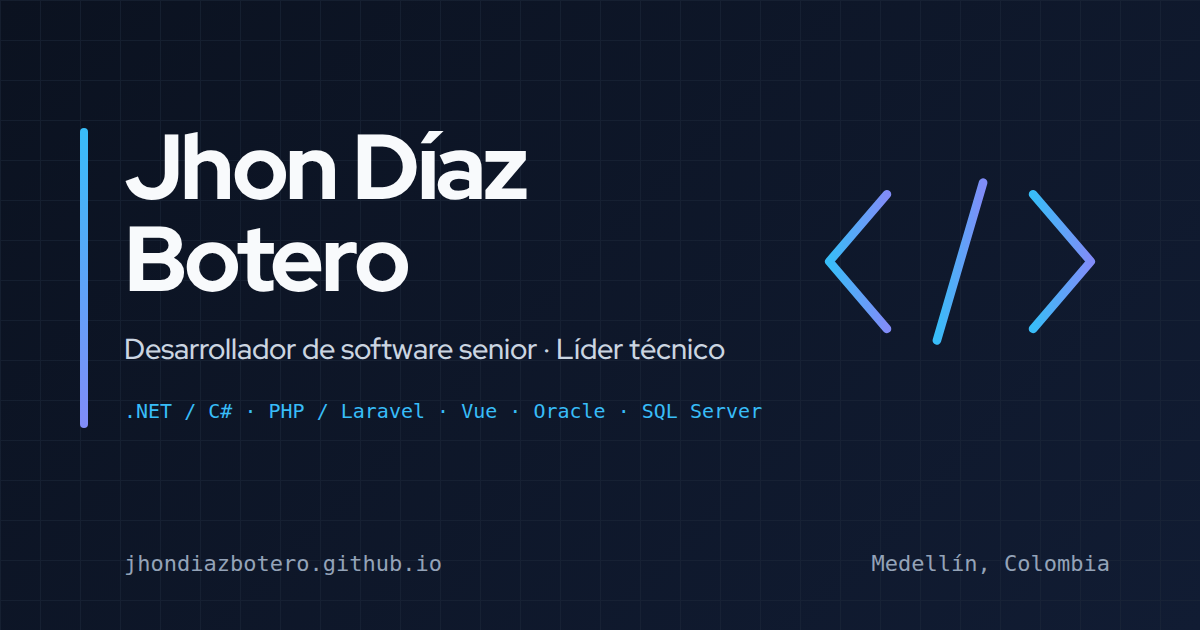 Jhon Díaz
Botero
Desarrollador de software senior · Líder técnico
.NET / C# · PHP / Laravel · Vue · Oracle · SQL Server
jhondiazbotero.github.io
Medellín, Colombia